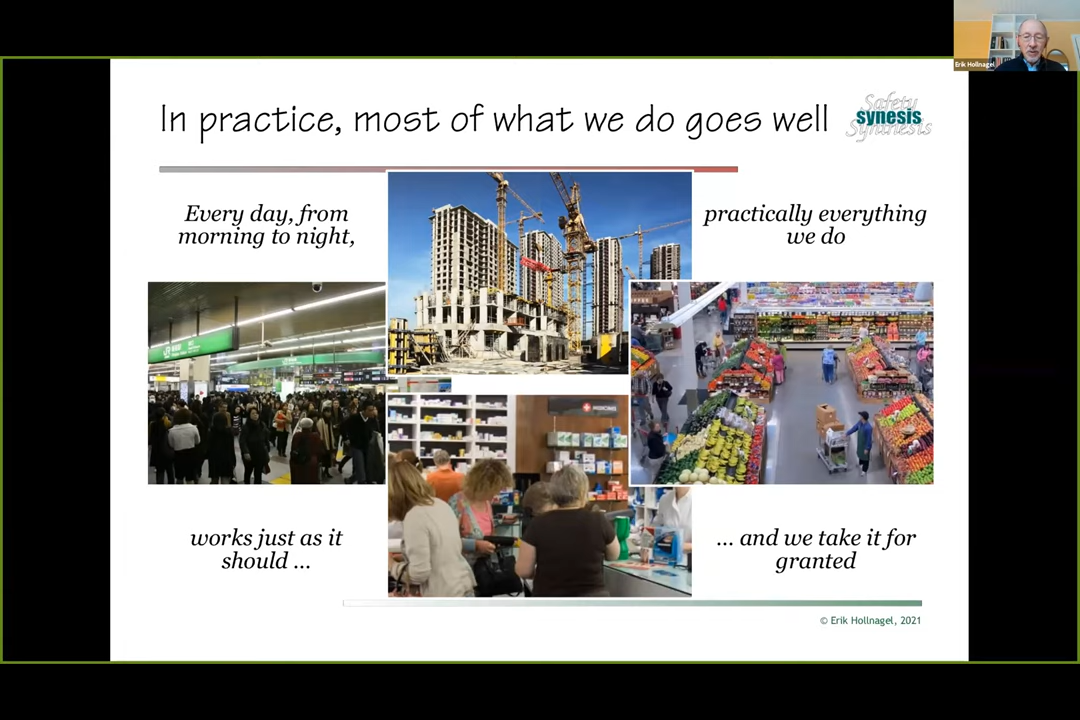 Erik Hollnagel
In practice, most of what we do goes well
Safety
synesis
Synthesis
Every day, from
morning to night,
practically everything
we do
works just as it
should ...
... and we take it for
granted
© Erik Hollnagel, 2021